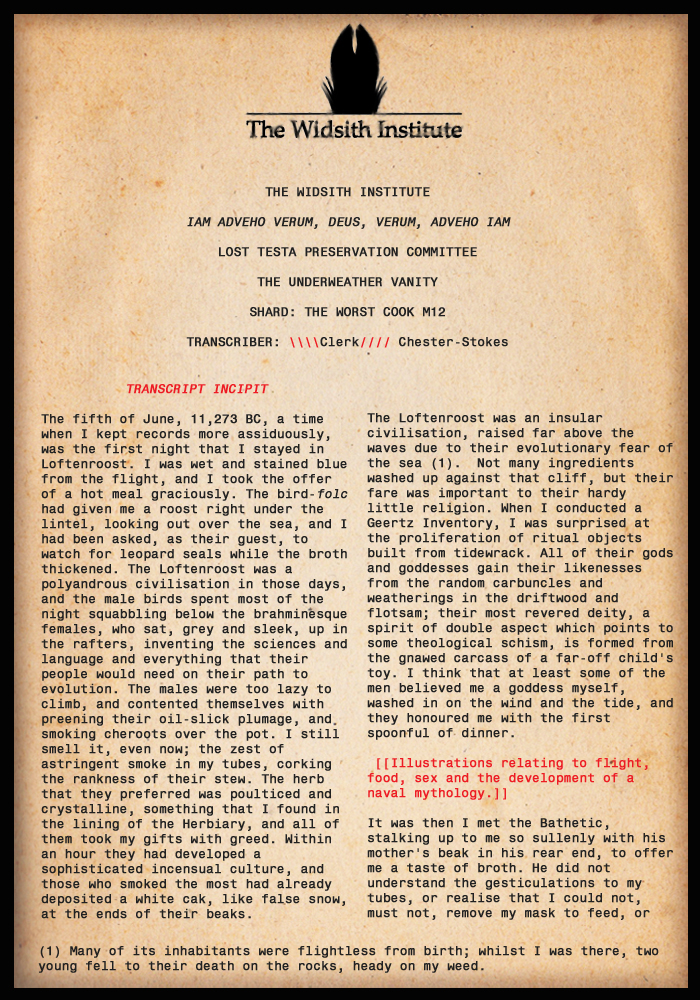 The Widsith Institute
THE WIDSITH INSTITUTE
IAM ADVEHO VERUM, DEUS, VERUM, ADVEHO IAM
LOST TESTA PRESERVATION COMMITTEE
THE UNDERWEATHER VANITY
SHARD: THE WORST COOK M12
TRANSCRIBER: \\\\Clerk//// Chester-Stokes
TRANSCRIPT INCIPIT
The fifth of June, 11,273 BC, a time
when I kept records more assiduously,
was the first night that I stayed in
Loftenroost. I was wet and stained blue
from the flight, and I took the offer
of a hot meal graciously. The bird-folc
had given me a roost right under the
lintel, looking out over the sea, and I
had been asked, as their guest, to
watch for leopard seals while the broth
thickened. The Loftenroost was a
polyandrous civilisation in those days,
and the male birds spent most of the
night squabbling below the brahminesque
females, who sat, grey and sleek, up in
the rafters, inventing the sciences and
language and everything that their
people would need on their path to
evolution. The males were too lazy to
climb, and contented themselves with
preening their oil-slick plumage, and
smoking cheroots over the pot. I still
smell it, even now; the zest of
astringent smoke in my tubes, corking
the rankness of their stew. The herb
that they preferred was poulticed and
crystalline, something that I found in
the lining of the Herbiary, and all of
them took my gifts with greed. Within
an hour they had developed a
sophisticated incensual culture, and
those who smoked the most had already
deposited a white cak, like false snow,
at the ends of their beaks.
The Loftenroost was an insular
civilisation, raised far above the
waves due to their evolutionary fear of
the sea (1).  Not many ingredients
washed up against that cliff, but their
fare was important to their hardy
little religion. When I conducted a
Geertz Inventory, I was surprised at
the proliferation of ritual objects
built from tidewrack. All of their gods
and goddesses gain their likenesses
from the random carbuncles and
weatherings in the driftwood and
flotsam; their most revered deity, a
spirit of double aspect which points to
some theological schism, is formed from
the gnawed carcass of a far-off child's
toy. I think that at least some of the
men believed me a goddess myself,
washed in on the wind and the tide, and
they honoured me with the first
spoonful of dinner.
[[Illustrations relating to flight,
food, sex and the development of a
naval mythology.]]
It was then I met the Bathetic,
stalking up to me so sullenly with his
mother's beak in his rear end, to offer
me a taste of broth. He did not
understand the gesticulations to my
tubes, or realise that I could not,
must not, remove my mask to feed, or
(1) Many of its inhabitants were flightless from birth; whilst I was there, two
young fell to their death on the rocks, heady on my weed.